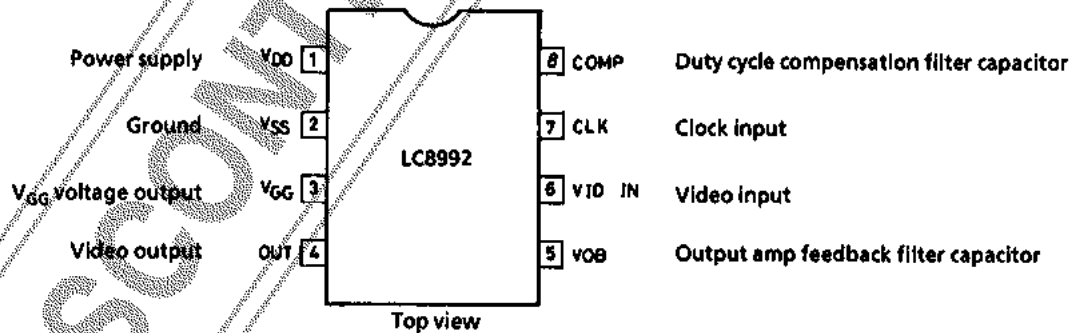 Power supply VDD 1 8 COMP Duty cycle compensation filter capacitor
Ground VSS 2 7 CLK Clock input
LC8992
VGG voltage output VGG 3 6 VID IN Video input
Video output OUT 4 5 VOB Output amp feedback filter capacitor
Top view
SCONT